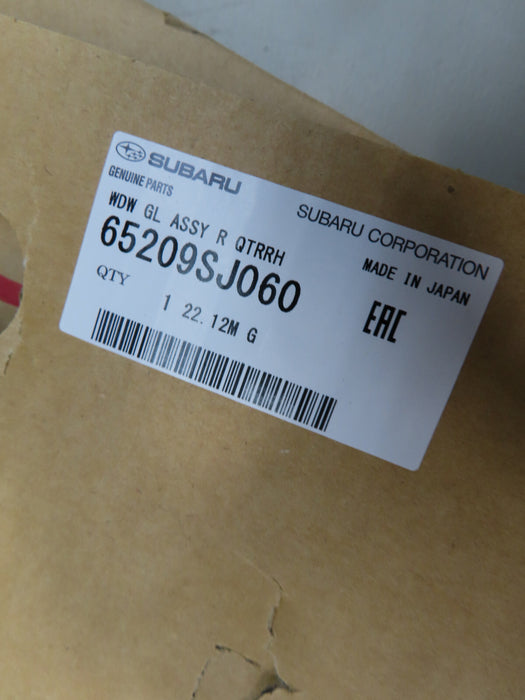 SUBARU
GENUINE PARTS
SUBARU CORPORATION
WDW GL ASSY R QTRRH
MADE IN JAPAN
65209SJ060
EAC
QTY
1 22.12M G